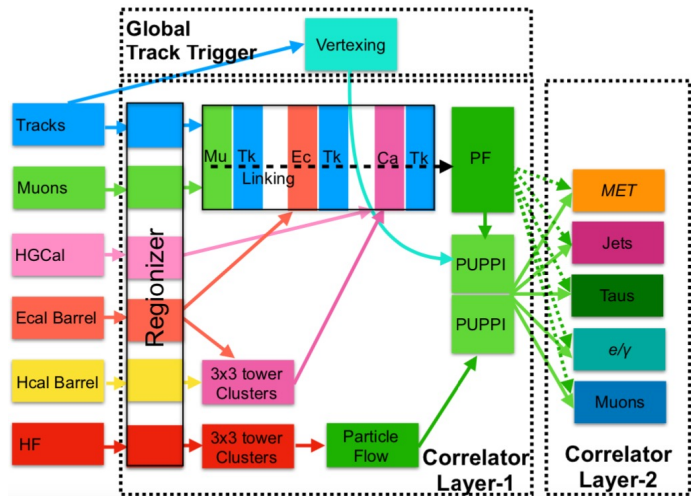 Global
Track Trigger
Vertexing
Tracks
Muons
HGCal
Ecal Barrel
Hcal Barrel
HF
Regionizer
Mu
Tk
Ec
Tk
Ca
Tk
Linking
3x3 tower
Clusters
3x3 tower
Clusters
Particle
Flow
PF
PUPPI
PUPPI
Correlator
Layer-1
MET
Jets
Taus
e/γ
Muons
Correlator
Layer-2